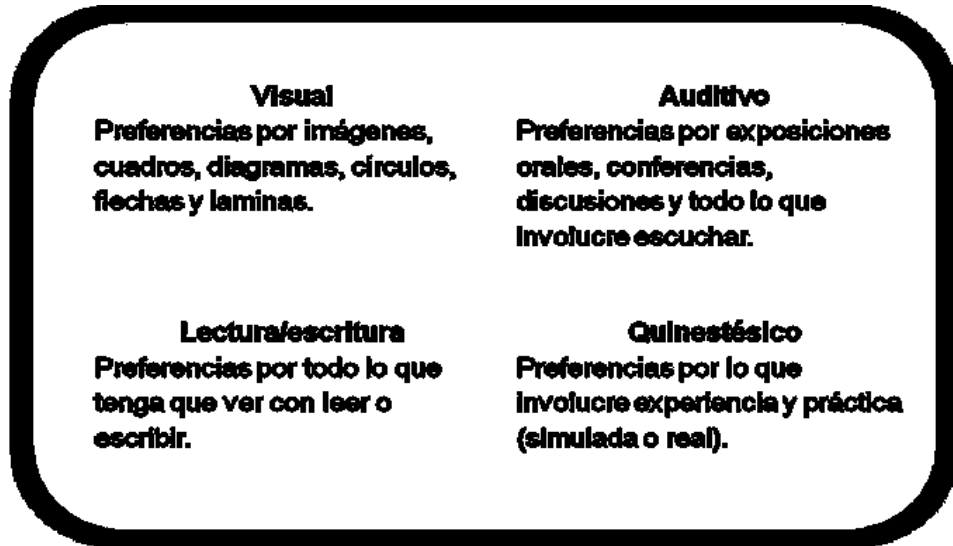 Visual
Preferencias por imágenes,
cuadros, diagramas, círculos,
flechas y laminas.
Auditivo
Preferencias por exposiciones
orales, conferencias,
discusiones y todo lo que
involucre escuchar.
Lectura/escritura
Preferencias por todo lo que
tenga que ver con leer o
escribir.
Quinestésico
Preferencias por lo que
involucre experiencia y práctica
(simulada o real).